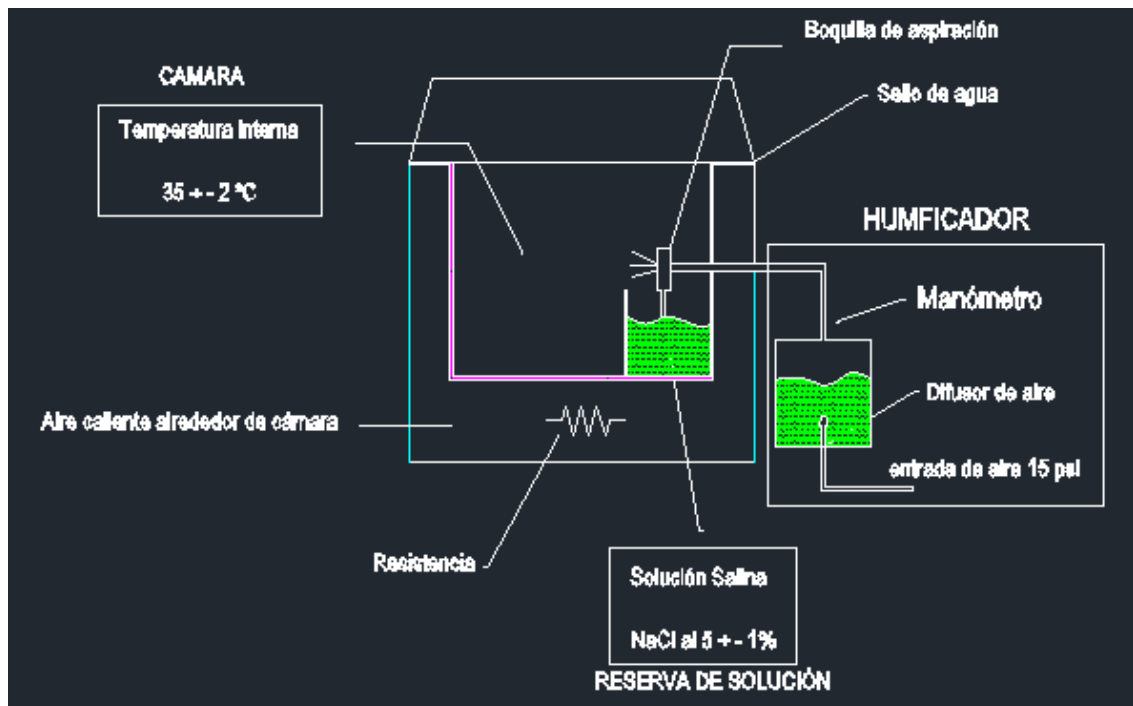 Boquilla de aspiración
CAMARA
Sello de agua
Temperatura Interna
35 + - 2 ºC
HUMFICADOR
Manómetro
Difusor de aire
Aire caliente alrededor de cámara
entrada de aire 15 psi
Resistencia
Solución Salina
NaCl al 5 + - 1%
RESERVA DE SOLUCIÓN